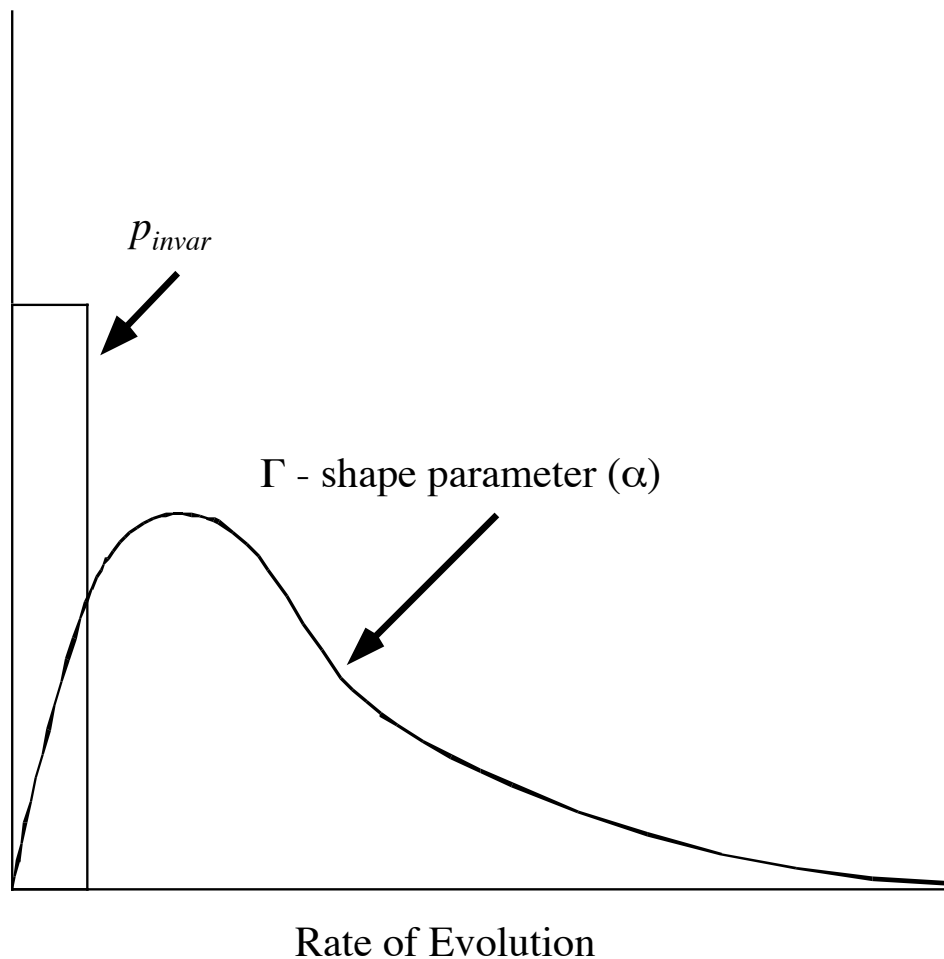 p_invar
Γ - shape parameter (α)
Rate of Evolution